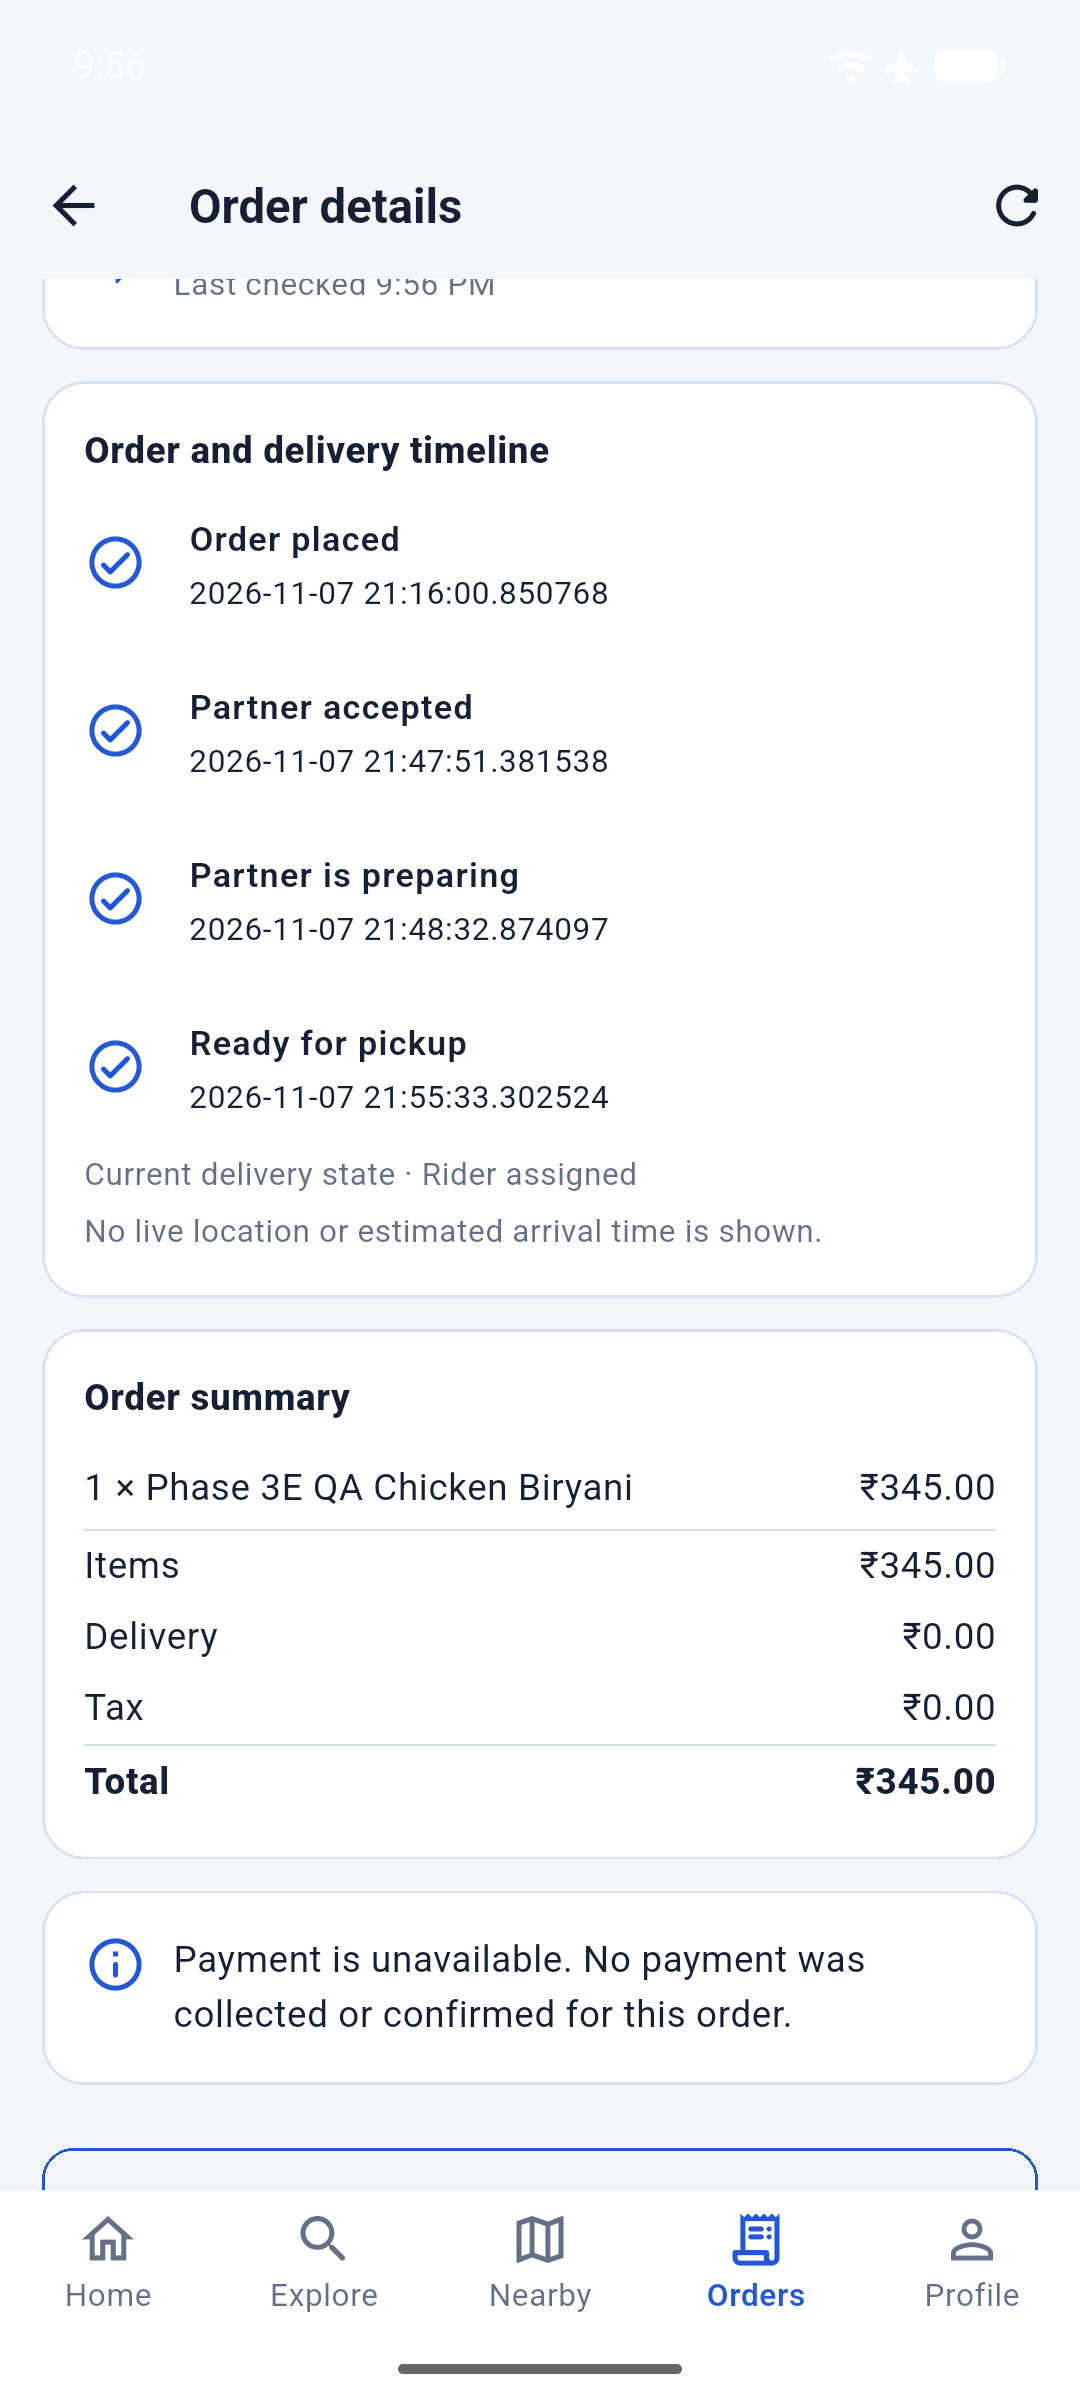 9:56
Order details
Last checked 9:56 PM
Order and delivery timeline
Order placed
2026-11-07 21:16:00.850768
Partner accepted
2026-11-07 21:47:51.381538
Partner is preparing
2026-11-07 21:48:32.874097
Ready for pickup
2026-11-07 21:55:33.302524
Current delivery state · Rider assigned
No live location or estimated arrival time is shown.
Order summary
1 × Phase 3E QA Chicken Biryani ₹345.00
Items ₹345.00
Delivery ₹0.00
Tax ₹0.00
Total ₹345.00
Payment is unavailable. No payment was
collected or confirmed for this order.
Home Explore Nearby Orders Profile